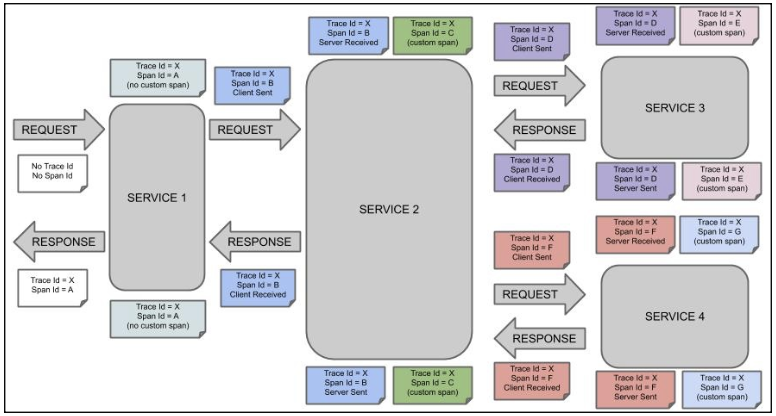 Trace Id = X
Span Id = A
(no custom span)
Trace Id = X
Span Id = B
Client Sent
Trace Id = X
Span Id = B
Server Received
Trace Id = X
Span Id = C
(custom span)
Trace Id = X
Span Id = D
Client Sent
Trace Id = X
Span Id = D
Server Received
Trace Id = X
Span Id = E
(custom span)
REQUEST
REQUEST
REQUEST
No Trace Id
No Span Id
SERVICE 1
SERVICE 2
SERVICE 3
RESPONSE
Trace Id = X
Span Id = D
Client Received
Trace Id = X
Span Id = D
Server Sent
Trace Id = X
Span Id = E
(custom span)
RESPONSE
RESPONSE
Trace Id = X
Span Id = A
Trace Id = X
Span Id = A
(no custom span)
Trace Id = X
Span Id = B
Client Received
Trace Id = X
Span Id = F
Client Sent
Trace Id = X
Span Id = F
Server Received
Trace Id = X
Span Id = G
(custom span)
REQUEST
RESPONSE
SERVICE 4
Trace Id = X
Span Id = B
Server Sent
Trace Id = X
Span Id = C
(custom span)
Trace Id = X
Span Id = F
Client Received
Trace Id = X
Span Id = F
Server Sent
Trace Id = X
Span Id = G
(custom span)